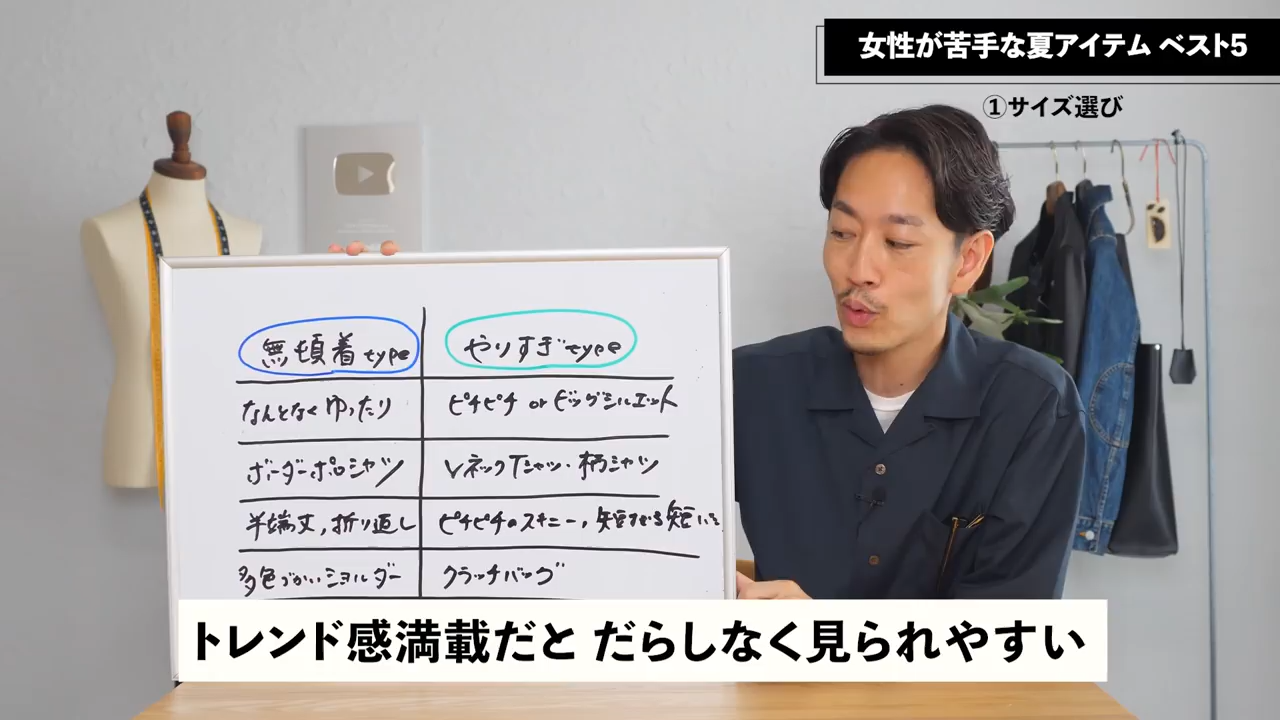 女性が苦手な夏アイテム ベスト5
①サイズ選び
無頓着type
やりすぎtype
なんとなくゆったり
ピチピチ or ビッグシルエット
ボーダーポロシャツ
VネックTシャツ・柄シャツ
半端丈,折り返し
ピチピチのスキニー,短すぎる短パン
多色づかいショルダー
クラッチバッグ
トレンド感満載だと だらしなく見られやすい